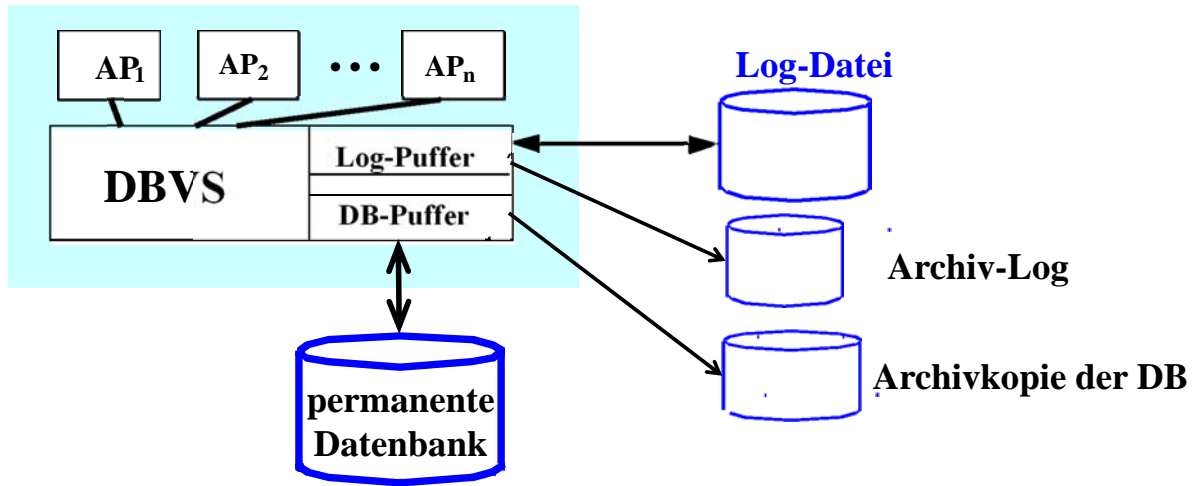 AP₁ AP₂ ••• APₙ
Log-Datei
Log-Puffer
DBVS
DB-Puffer
Archiv-Log
permanente
Datenbank
Archivkopie der DB